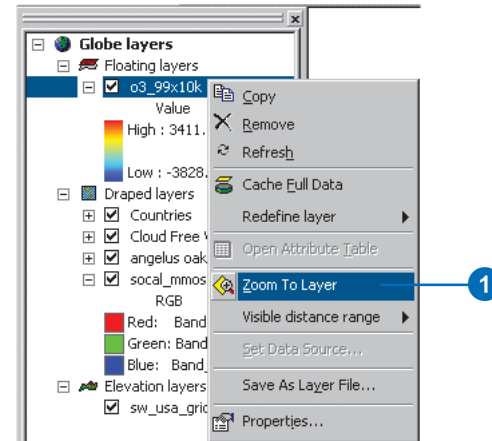 Globe layers
Floating layers
o3_99x10k
Value
High : 3411.
Low : -3828.
Draped layers
Countries
Cloud Free
angelus oak
socal_mmos
RGB
Red: Band
Green: Band
Blue: Band_
Elevation layers
sw_usa_grid
Copy
Remove
Refresh
Cache Full Data
Redefine layer
Open Attribute Table
Zoom To Layer
Visible distance range
Set Data Source...
Save As Layer File...
Properties...
1